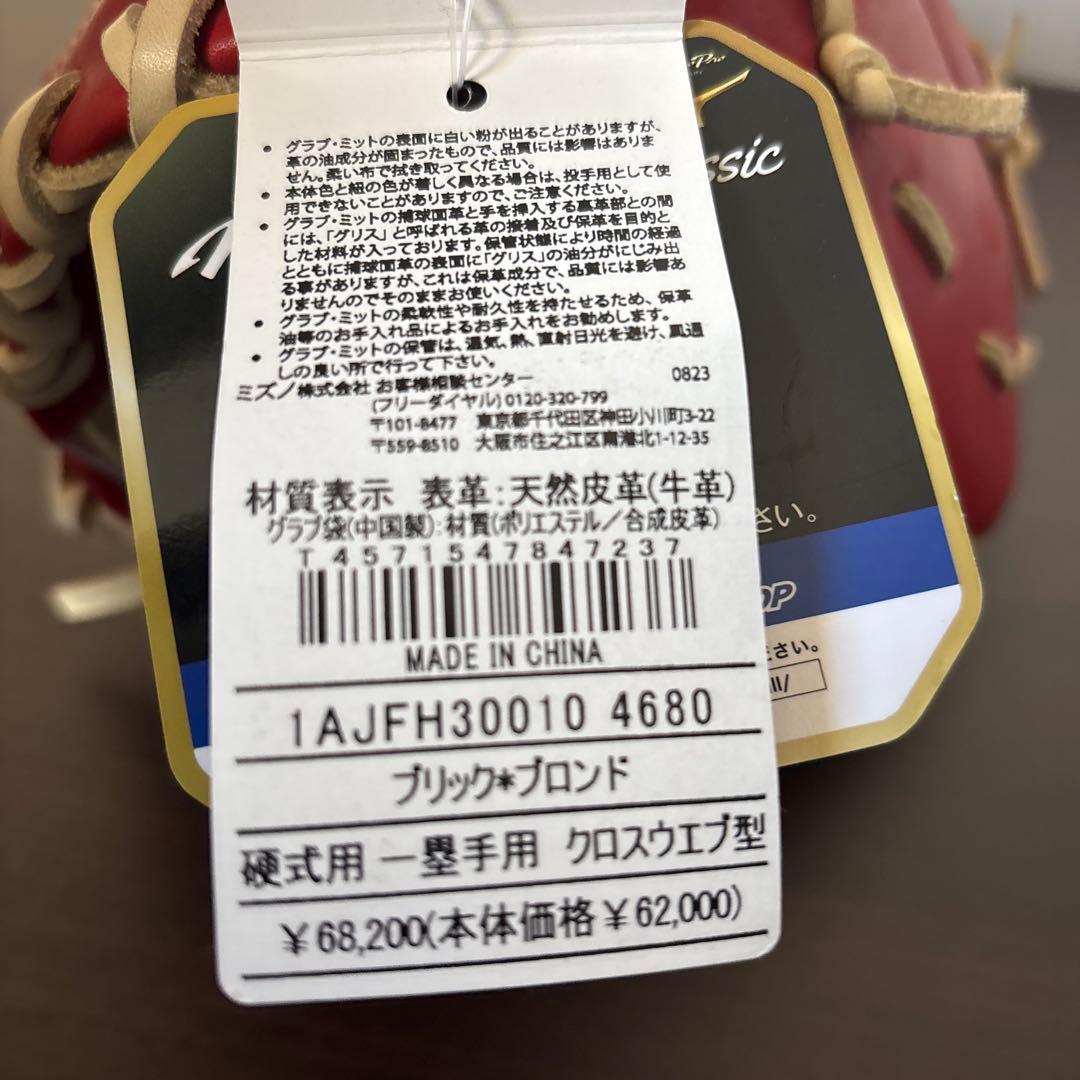 • グラブ・ミットの表面に白い粉が出ることがありますが、
革の油成分が固まったもので、品質には影響はありま
せん。柔い布で拭き取ってください。
• 本体色と紐の色が著しく異なる場合は、投手用として使
用できないことがありますので、ご注意ください。
• グラブ・ミットの捕球面革と手を挿入する裏革部との間
には、「グリス」と呼ばれる革の接着及び保革を目的と
した材料が入っております。保管状態により時間の経過
とともに捕球面革の表面に「グリス」の油分がにじみ出
る事がありますが、これは保革成分で、品質には影響あ
りませんのでそのままお使いください。
• グラブ・ミットの柔軟性や耐久性を持たせるため、保革
油等のお手入れ品によるお手入れをお勧めします。
• グラブ・ミットの保管は、湿気、熱、直射日光を避け、風通
しの良い所で行って下さい。
ミズノ株式会社 お客様相談センター 0823
(フリーダイヤル)0120-320-799
〒101-8477 東京都千代田区神田小川町3-22
〒559-8510 大阪市住之江区南港北1-12-35
材質表示 表革:天然皮革(牛革)
グラブ袋(中国製):材質(ポリエステル/合成皮革)
T 4571547847237
MADE IN CHINA
1AJFH30010 4680
ブリック*ブロンド
硬式用 一塁手用 クロスウエブ型
¥68,200(本体価格¥62,000)
ssic
さい。
OP
さい。